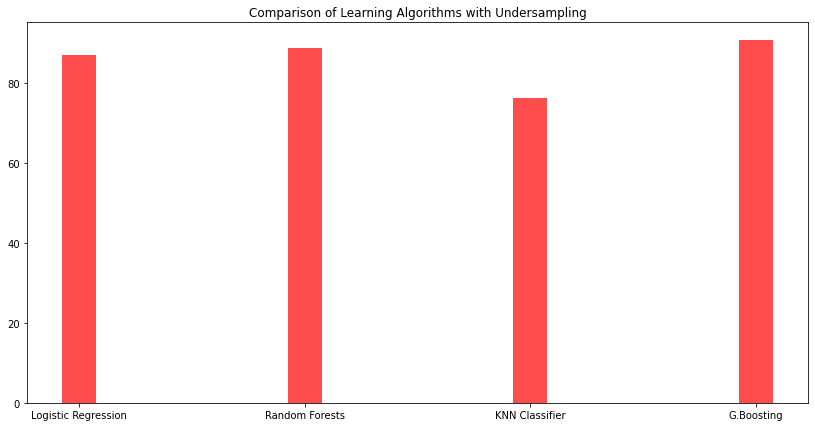 Comparison of Learning Algorithms with Undersampling
80
60
40
20
0
Logistic Regression Random Forests KNN Classifier G.Boosting